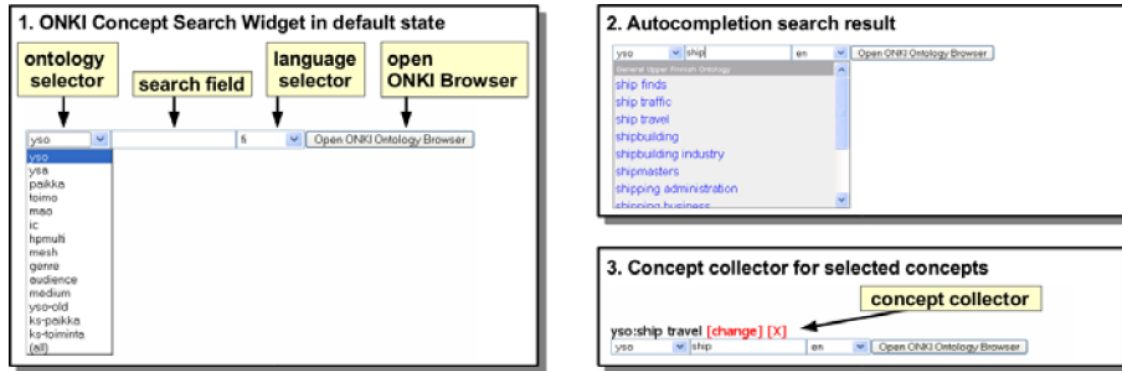 1. ONKI Concept Search Widget in default state
ontology selector
search field
language selector
open ONKI Browser
yso fi Open ONKI Ontology Browser
yso
ysa
paikka
toimo
mao
ic
hpmulti
mesh
genre
audience
medium
yso-old
ks-paikka
ks-toiminta
(all)
2. Autocompletion search result
yso ship en Open ONKI Ontology Browser
General Upper Finnish Ontology
ship finds
ship traffic
ship travel
shipbuilding
shipbuilding industry
shipmasters
shipping administration
shipping business
3. Concept collector for selected concepts
concept collector
yso:ship travel [change] [X]
yso ship en Open ONKI Ontology Browser